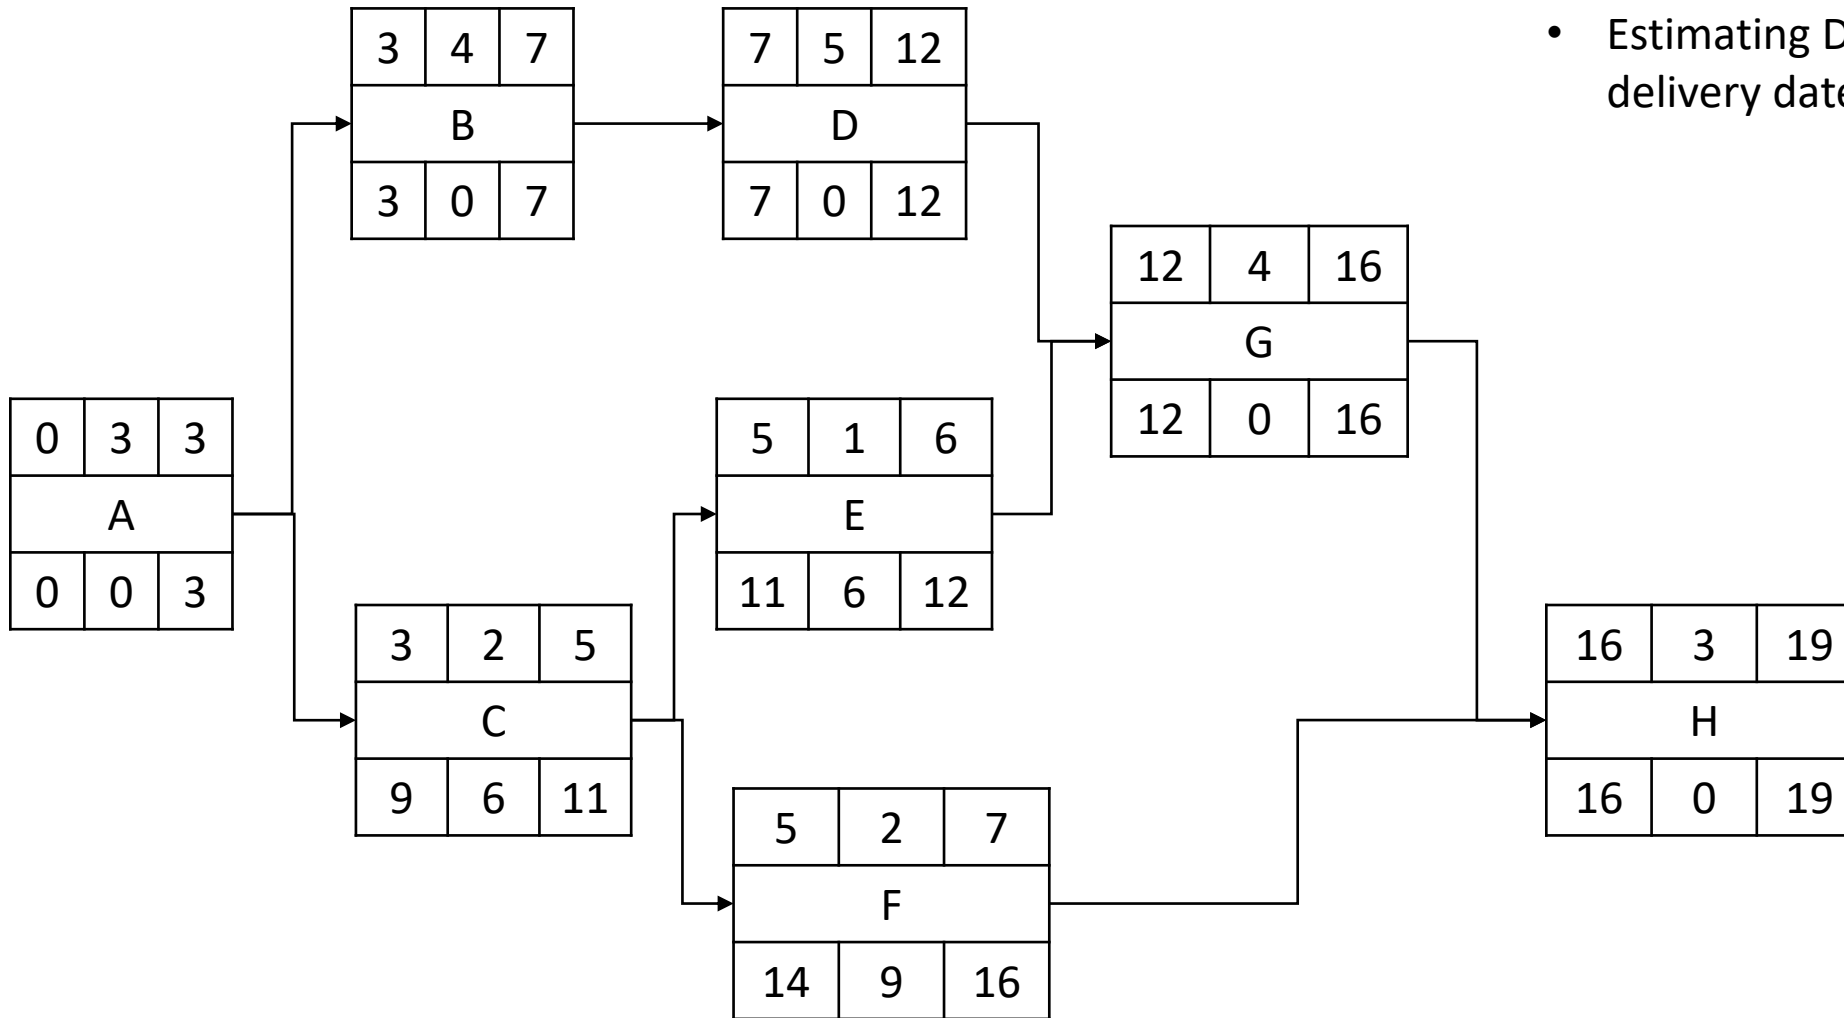 3 4 7
B
3 0 7
7 5 12
D
7 0 12
• Estimating D
delivery date
12 4 16
G
12 0 16
0 3 3
A
0 0 3
5 1 6
E
11 6 12
3 2 5
C
9 6 11
16 3 19
H
16 0 19
5 2 7
F
14 9 16